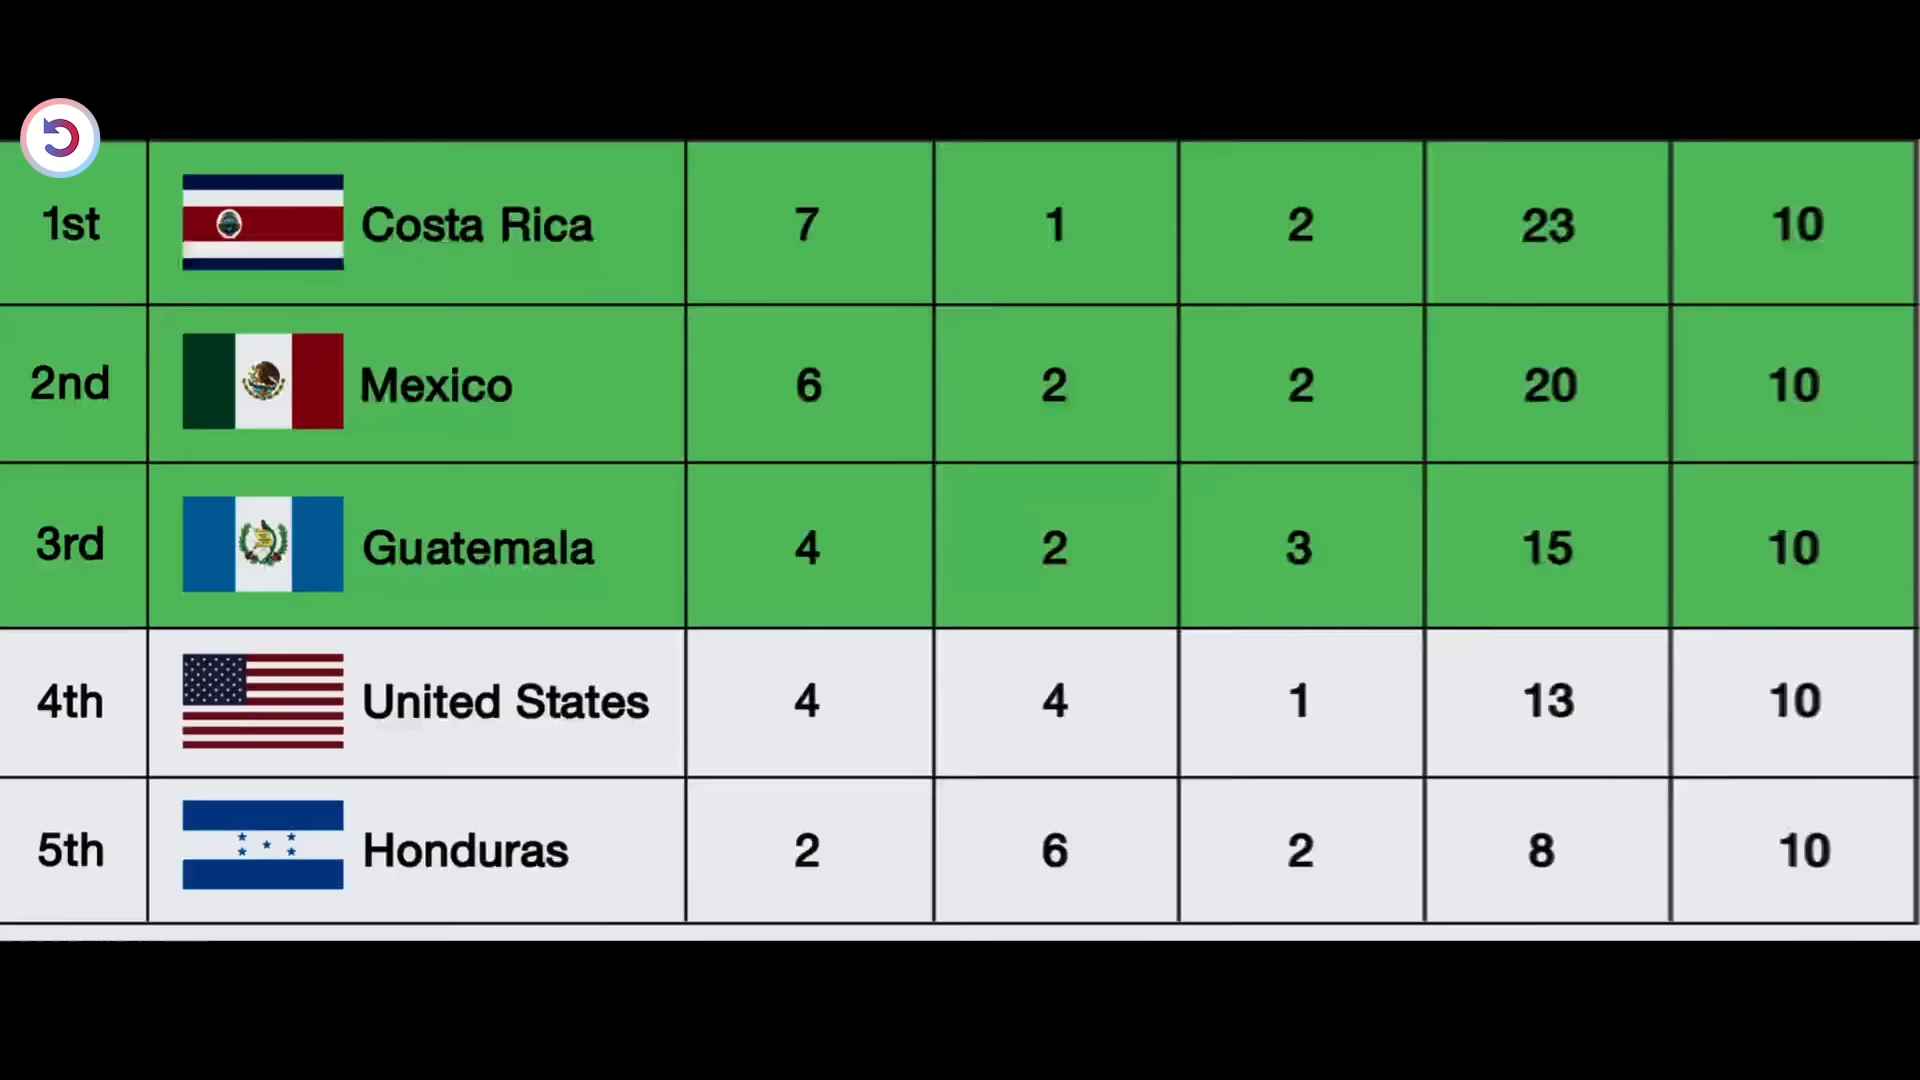 1st Costa Rica 7 1 2 23 10
2nd Mexico 6 2 2 20 10
3rd Guatemala 4 2 3 15 10
4th United States 4 4 1 13 10
5th Honduras 2 6 2 8 10